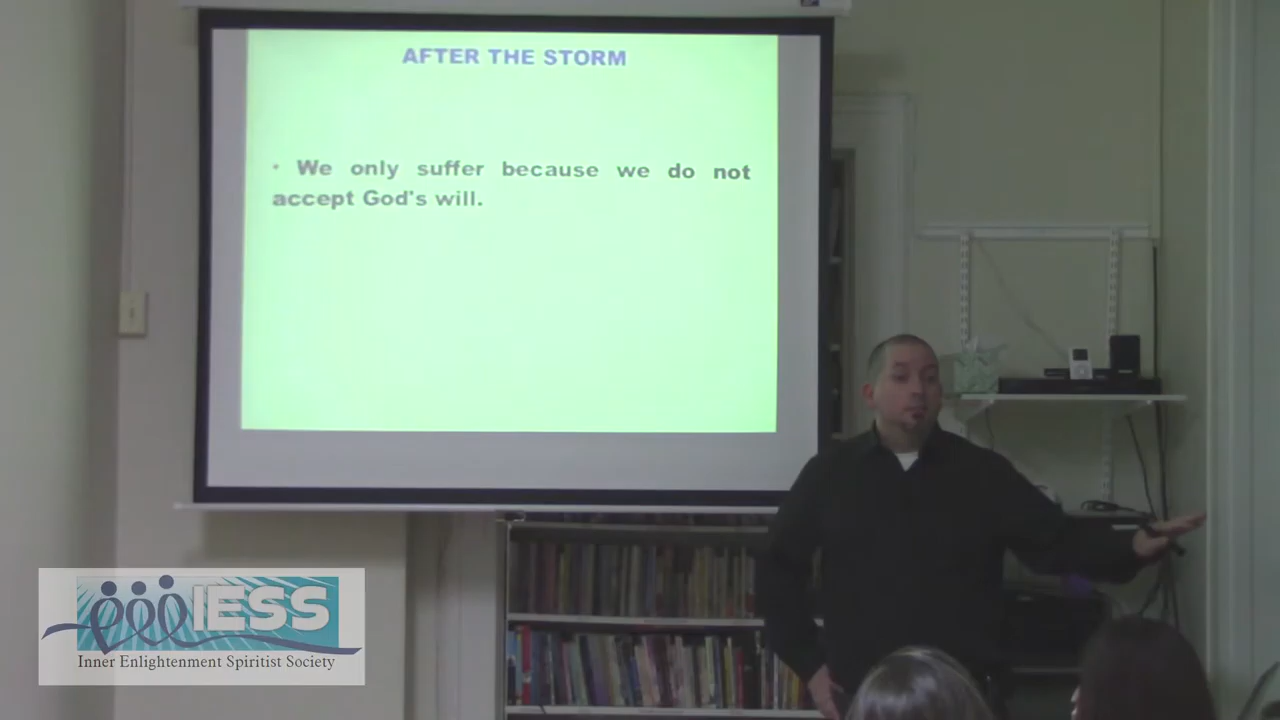 AFTER THE STORM
• We only suffer because we do not
accept God's will.
IESS
Inner Enlightenment Spiritist Society